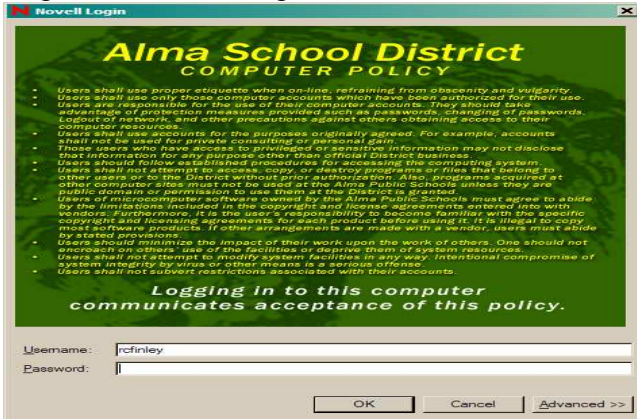 Novell Login
Alma School District
COMPUTER POLICY
• Users shall use proper etiquette when on-line, refraining from obscenity and vulgarity.
• Users shall use only those computer accounts which have been authorized for their use.
• Users are responsible for the use of their computer accounts. They should take
advantage of protection measures provided such as passwords, changing of passwords,
Logout of network, and other precautions against others obtaining access to their
computer resources.
• Users shall use accounts for the purposes originally agreed. For example, accounts
shall not be used for private consulting or personal gain.
• Those users who have access to privileged or sensitive information may not disclose
that information for any purpose other than official District business.
• Users should follow established procedures for accessing the computing system.
• Users shall not attempt to access, copy, or destroy programs or files that belong to
other users or to the District without prior authorization. Also, programs acquired at
other computer sites must not be used at the Alma Public Schools unless they are
public domain or permission to use them at the District is granted.
• Users of microcomputer software owned by the Alma Public Schools must agree to abide
by the limitations included in the copyright and license agreements entered into with
vendors. Furthermore, it is the user's responsibility to become familiar with the specific
copyright and licensing agreements for each product before using it. It is illegal to copy
most software products. If other arrangements are made with a vendor, users must abide
by stated provisions.
• Users should minimize the impact of their work upon the work of others. One should not
encroach on others' use of the facilities or deprive them of system resources.
• Users shall not attempt to modify system facilities in any way. Intentional compromise of
system integrity by virus or other means is a serious offense.
• Users shall not subvert restrictions associated with their accounts.
Logging in to this computer
communicates acceptance of this policy.
Username: rcfinley
Password:
OK Cancel Advanced >>